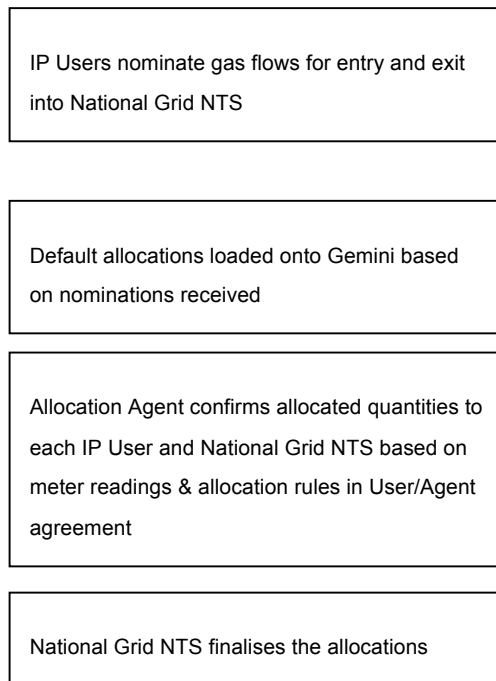 IP Users nominate gas flows for entry and exit
into National Grid NTS
Default allocations loaded onto Gemini based
on nominations received
Allocation Agent confirms allocated quantities to
each IP User and National Grid NTS based on
meter readings & allocation rules in User/Agent
agreement
National Grid NTS finalises the allocations